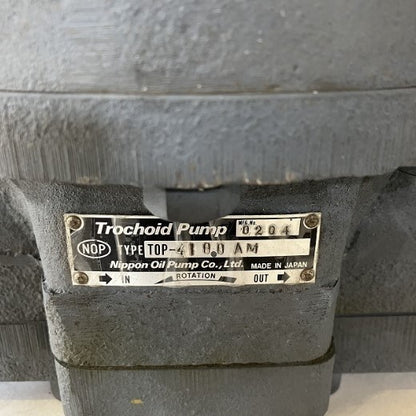 Trochoid Pump MFG.No 0204
NOP TYPE TOP-4100AM
Nippon Oil Pump Co., Ltd. MADE IN JAPAN
IN ROTATION OUT